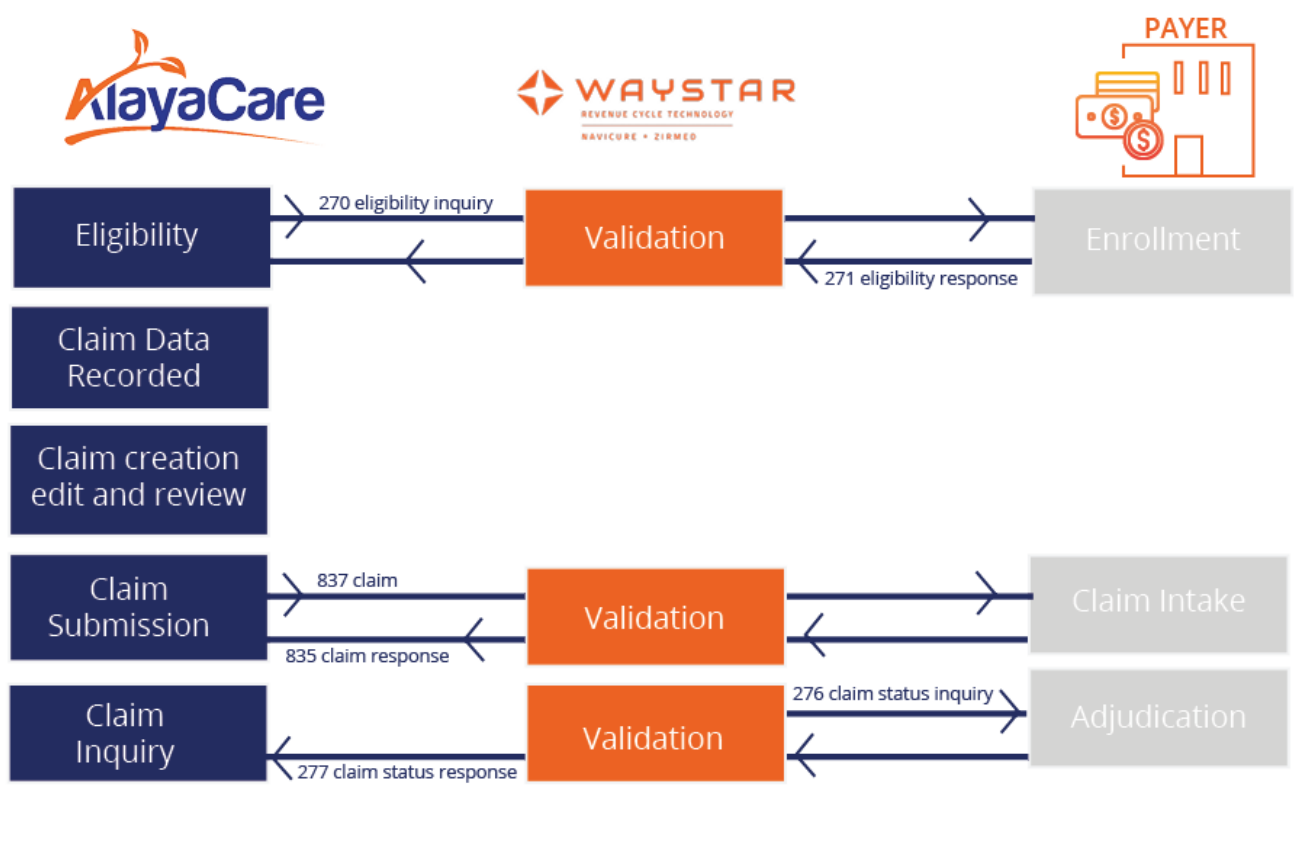 AlayaCare
WAYSTAR
REVENUE CYCLE TECHNOLOGY
NAVICURE + ZIRMED
PAYER
$
$
Eligibility
270 eligibility inquiry
Validation
271 eligibility response
Enrollment
Claim Data
Recorded
Claim creation
edit and review
Claim
Submission
837 claim
835 claim response
Validation
Claim Intake
Claim
Inquiry
277 claim status response
Validation
276 claim status inquiry
Adjudication